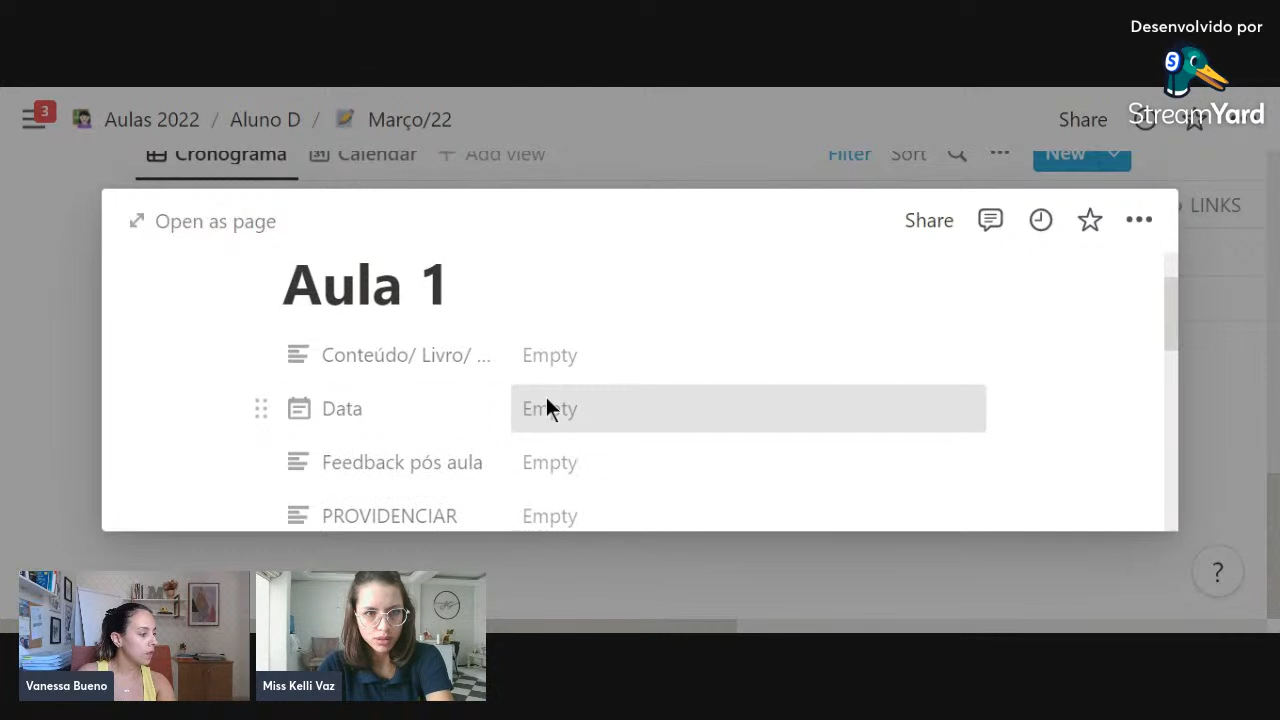 Desenvolvido por
S
StreamYard
3
Aulas 2022 / Aluno D / Março/22
Share
Cronograma
31 Calendar
+ Add view
Filter
Sort
...
New
LINKS
Open as page
Share
Aula 1
Conteúdo/ Livro/ ...
Empty
Data
Empty
Feedback pós aula
Empty
PROVIDENCIAR
Empty
?
Vanessa Bueno
Miss Kelli Vaz